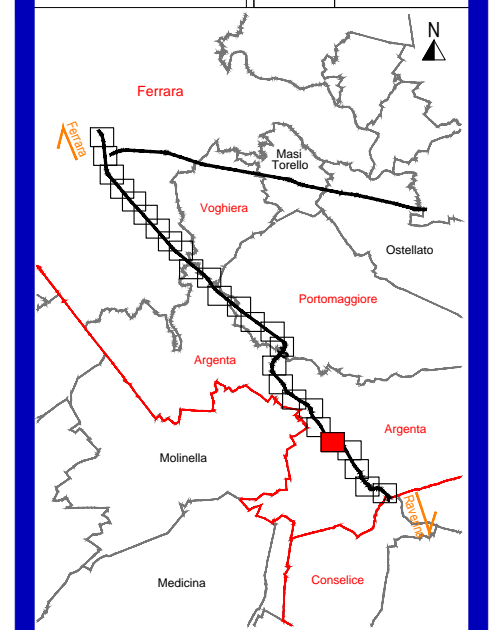 N
Ferrara
Ferrara
Masi
Torello
Voghiera
Ostellato
Portomaggiore
Argenta
Argenta
Molinella
Ravenna
Medicina
Conselice